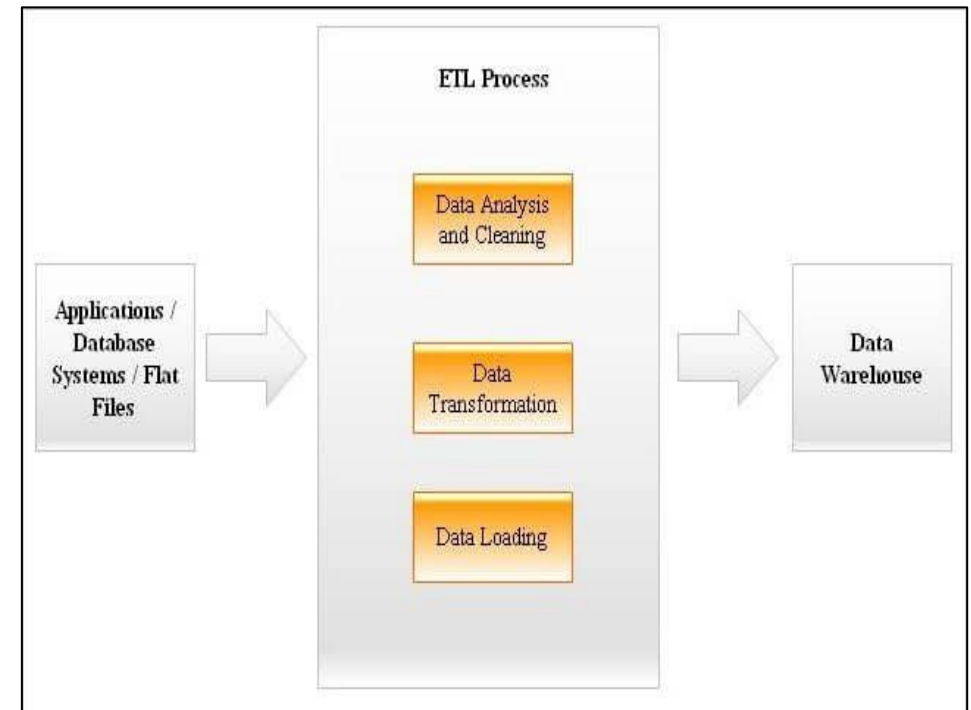 Applications /
Database
Systems / Flat
Files
ETL Process
Data Analysis
and Cleaning
Data
Transformation
Data Loading
Data
Warehouse